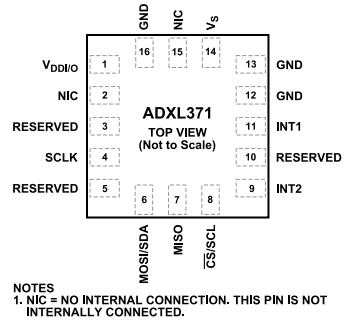 GND
NIC
VS
16
15
14
VDDI/O
1
13
GND
NIC
2
12
GND
ADXL371
RESERVED
3
TOP VIEW
(Not to Scale)
11
INT1
SCLK
4
10
RESERVED
RESERVED
5
9
INT2
6
7
8
MOSI/SDA
MISO
C̅S̅/SCL
NOTES
1. NIC = NO INTERNAL CONNECTION. THIS PIN IS NOT
INTERNALLY CONNECTED.